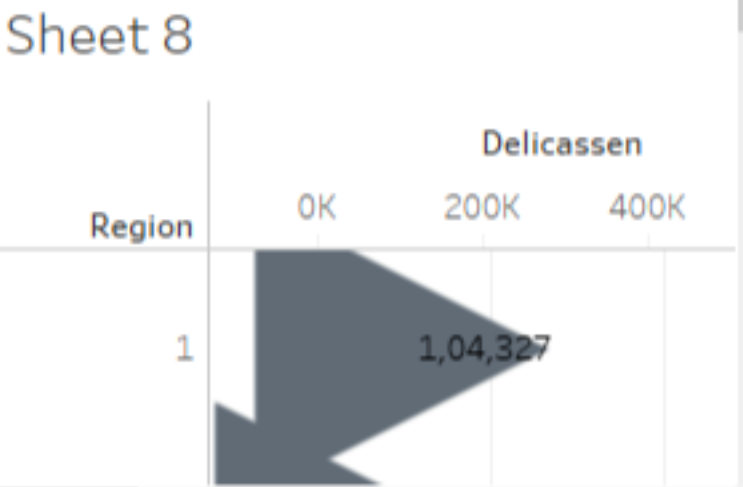 Sheet 8
Delicassen
0K 200K 400K
Region
1 1,04,327